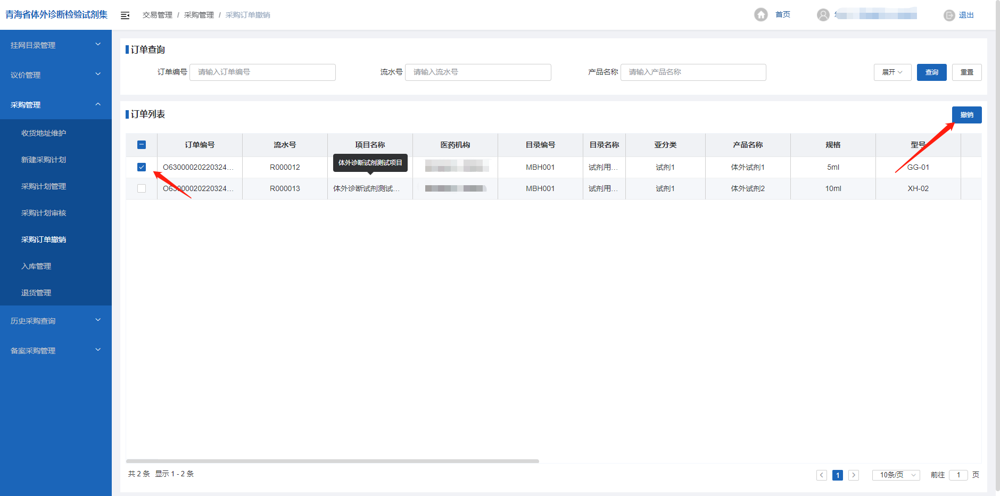 青海省体外诊断检验试剂集
交易管理 / 采购管理 / 采购订单撤销
首页
退出
挂网目录管理
议价管理
采购管理
收货地址维护
新建采购计划
采购计划管理
采购计划审核
采购订单撤销
入库管理
退货管理
历史采购查询
备案采购管理
订单查询
订单编号 请输入订单编号 流水号 请输入流水号 产品名称 请输入产品名称 展开 查询 重置
订单列表
撤销
订单编号 流水号 项目名称 医药机构 目录编号 目录名称 亚分类 产品名称 规格 型号
体外诊断试剂测试项目
O63000020220324... R000012 MBH001 试剂用... 试剂1 体外试剂1 5ml GG-01
O63000020220324... R000013 体外诊断试剂测试... MBH001 试剂用... 试剂1 体外试剂2 10ml XH-02
共 2 条 显示 1 - 2 条
1 10条/页 前往 1 页